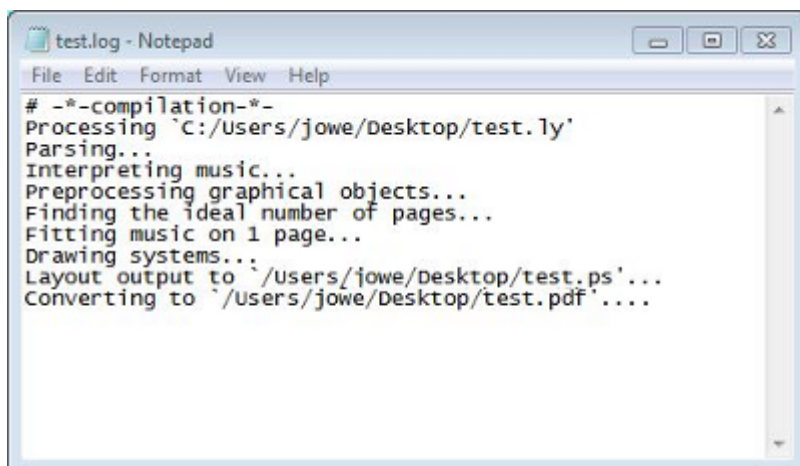 test.log - Notepad
File Edit Format View Help
# -*-compilation-*-
Processing `C:/Users/jowe/Desktop/test.ly'
Parsing...
Interpreting music...
Preprocessing graphical objects...
Finding the ideal number of pages...
Fitting music on 1 page...
Drawing systems...
Layout output to `/Users/jowe/Desktop/test.ps'...
Converting to `/Users/jowe/Desktop/test.pdf'....